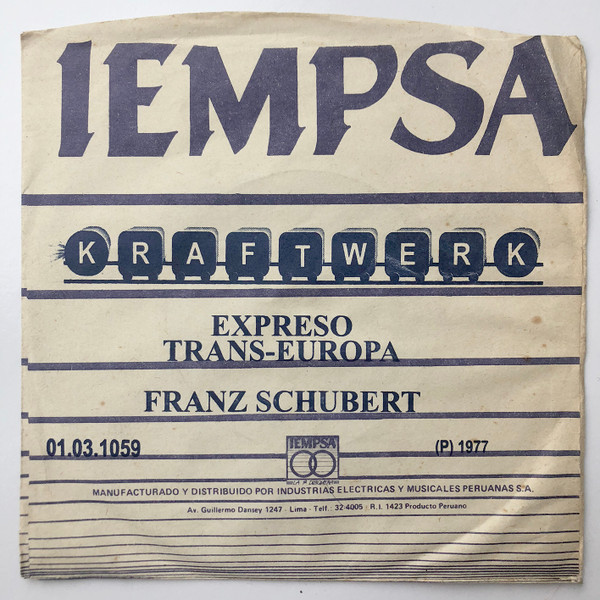 IEMPSA
KRAFTWERK
EXPRESO
TRANS-EUROPA
FRANZ SCHUBERT
01.03.1059
IEMPSA
(P) 1977
MANUFACTURADO Y DISTRIBUIDO POR INDUSTRIAS ELECTRICAS Y MUSICALES PERUANAS S.A.
Av. Guillermo Dansey 1247 - Lima - Telf.: 32-4005 - R.I. 1423 Producto Peruano